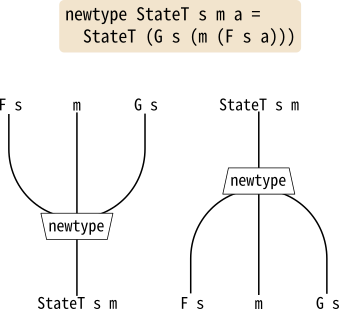 newtype StateT s m a =
  StateT (G s (m (F s a)))
F s m G s
StateT s m
newtype
newtype
StateT s m
F s m G s